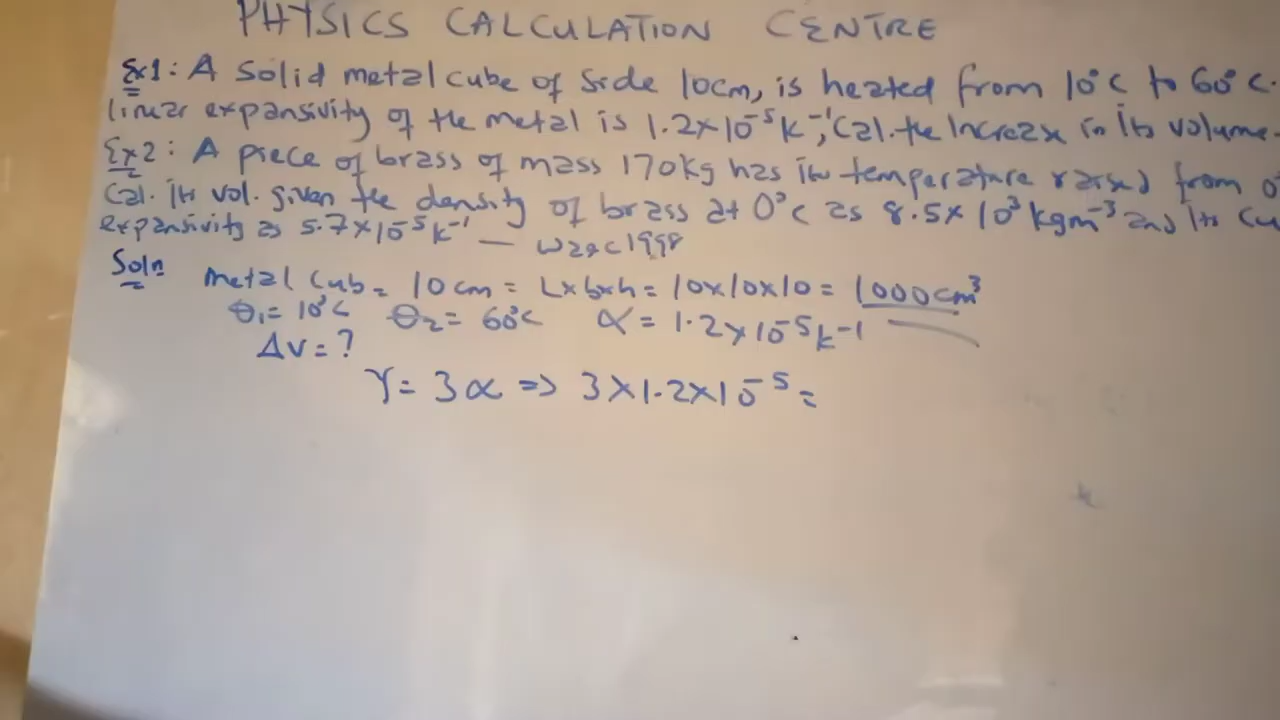 PHYSICS CALCULATION CENTRE
Ex1: A solid metal cube of side 10cm, is heated from 10°C to 60°C.
linear expansivity of the metal is 1.2×10⁻⁵K⁻¹, Cal. the Increase in its volume.
Ex2: A piece of brass of mass 170kg has its temperature raised from 0°
Cal. its vol. given the density of brass at 0°C as 8.5×10³kgm⁻³ and its Cu
expansivity as 5.7×10⁻⁵K⁻¹ — Waec 1998
Soln
Metal Cub = 10cm = L×b×h = 10×10×10 = 1000cm³
θ₁= 10°C θ₂= 60°C α = 1.2×10⁻⁵K⁻¹
ΔV = ?
γ = 3α => 3×1.2×10⁻⁵ =